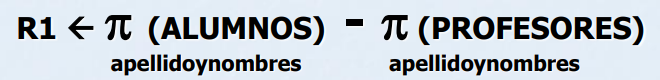 R1 ← π (ALUMNOS) - π (PROFESORES)
apellidoynombres apellidoynombres